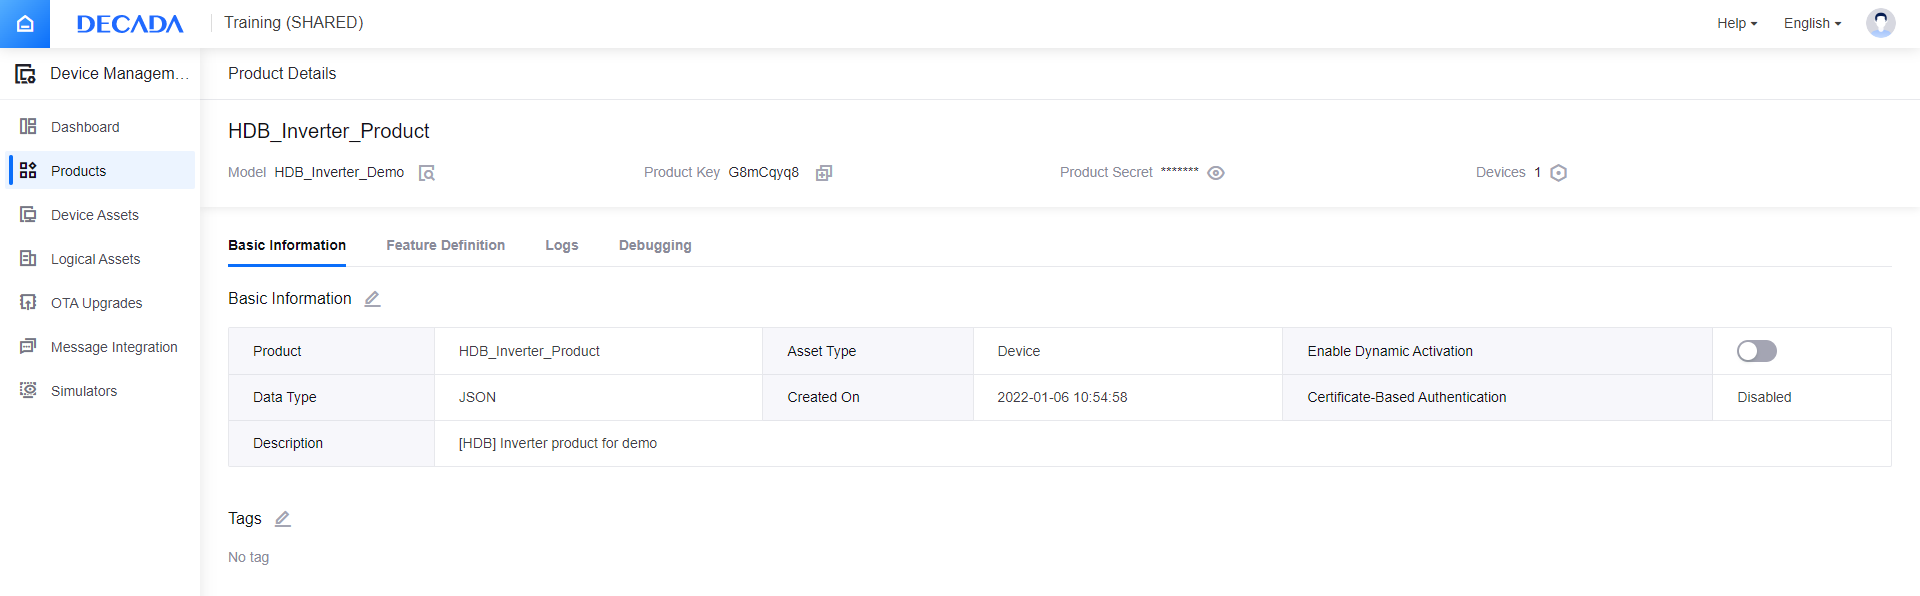 DECADA
Training (SHARED)
Help
English
Device Managem...
Product Details
Dashboard
Products
Device Assets
Logical Assets
OTA Upgrades
Message Integration
Simulators
HDB_Inverter_Product
Model HDB_Inverter_Demo
Product Key G8mCqyq8
Product Secret *******
Devices 1
Basic Information
Feature Definition
Logs
Debugging
Basic Information
Product HDB_Inverter_Product Asset Type Device Enable Dynamic Activation
Data Type JSON Created On 2022-01-06 10:54:58 Certificate-Based Authentication Disabled
Description [HDB] Inverter product for demo
Tags
No tag